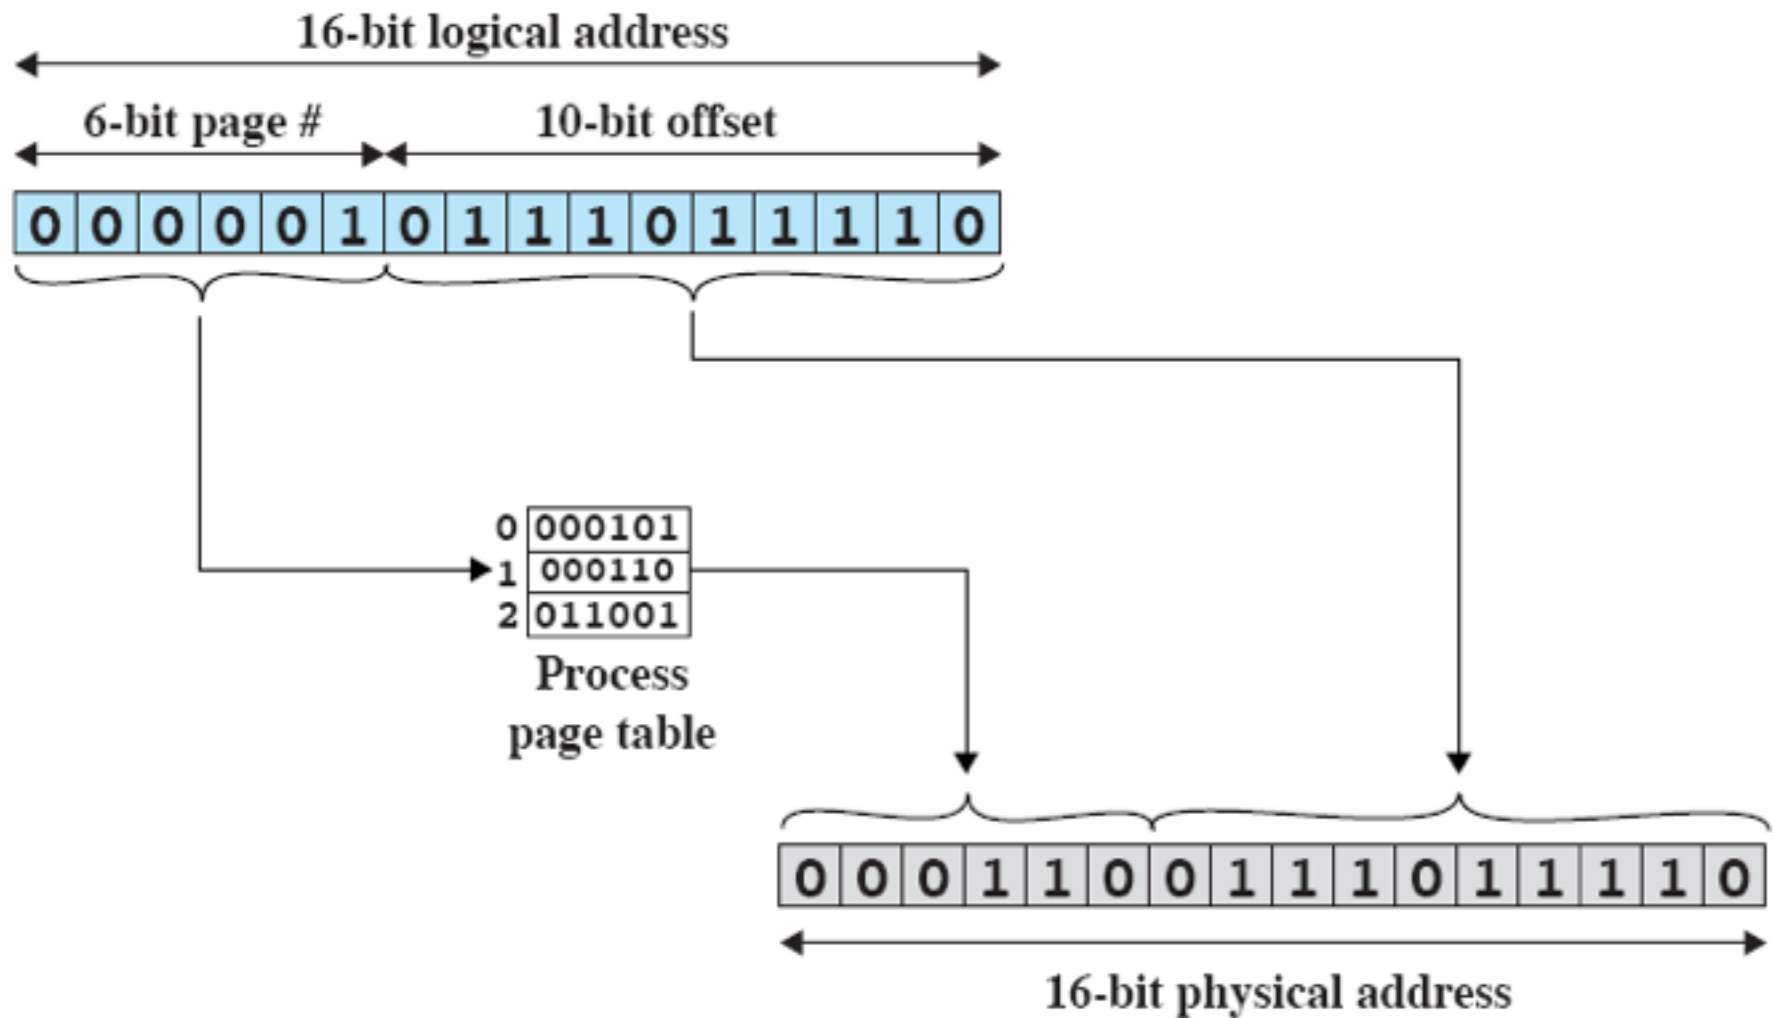 16-bit logical address
6-bit page # 10-bit offset
0 0 0 0 0 1 0 1 1 1 0 1 1 1 1 0
0 000101
1 000110
2 011001
Process
page table
0 0 0 1 1 0 0 1 1 1 0 1 1 1 1 0
16-bit physical address